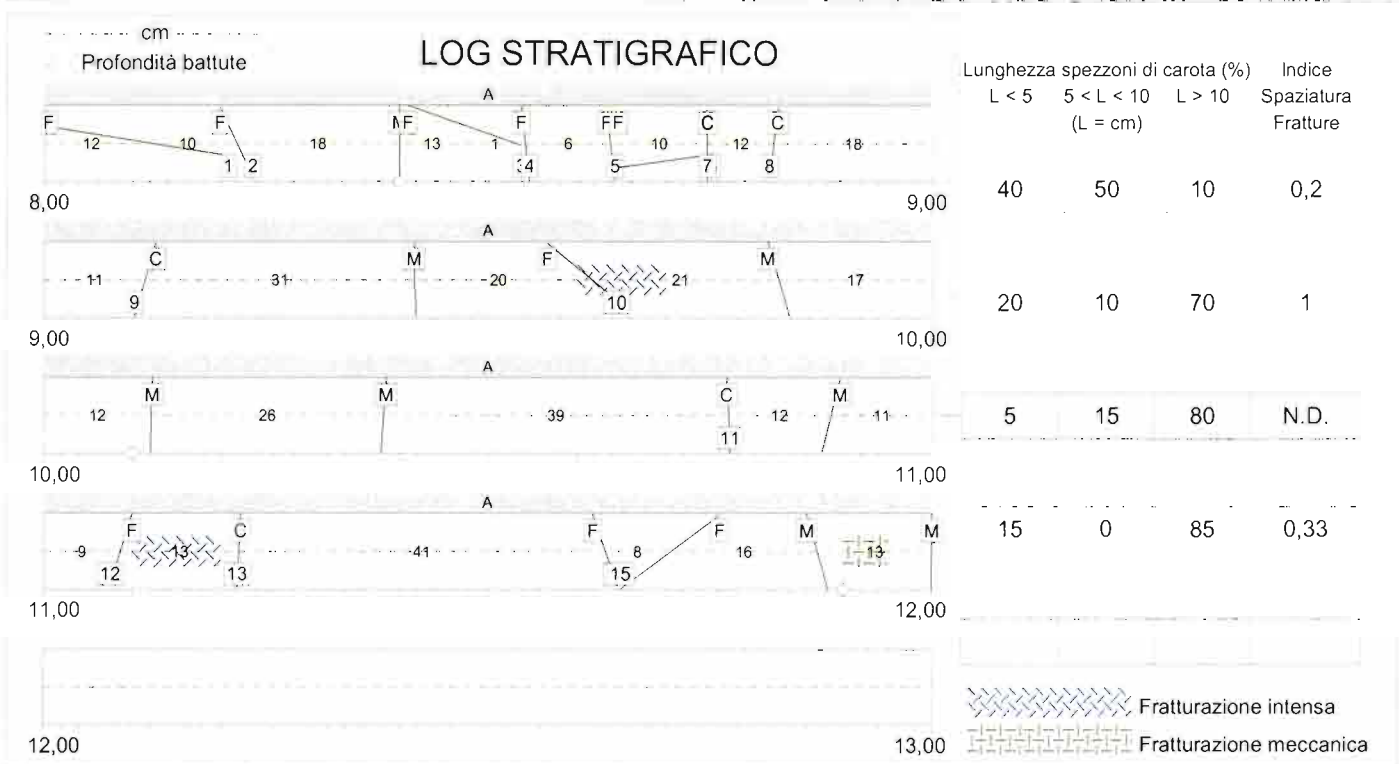 cm
Profondità battute
LOG STRATIGRAFICO
Lunghezza spezzoni di carota (%) Indice
L < 5 5 < L < 10 L > 10 Spaziatura
(L = cm) Fratture
A
F F F F FF C C
12 10 18 13 1 6 10 12 18
1 2 4 5 7 8
8,00 9,00
40 50 10 0,2
A
C M F M
11 31 20 21 17
9 10
9,00 10,00
20 10 70 1
A
M M C M
12 26 39 12 11
11
10,00 11,00
5 15 80 N.D.
A
F C F F M M
9 13 41 8 16 13
12 13 15
11,00 12,00
15 0 85 0,33
12,00 13,00
Fratturazione intensa
Fratturazione meccanica